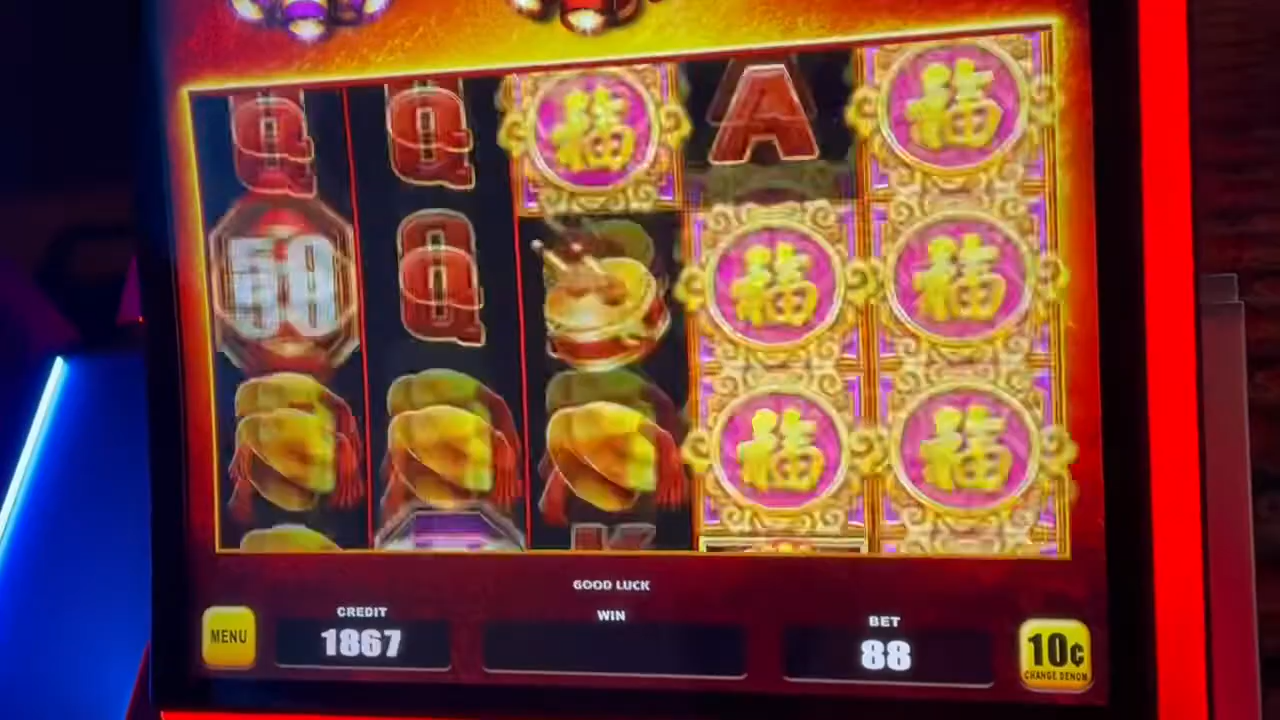 Q Q 福 A 福
50 Q 福 福
福 福
K
GOOD LUCK
MENU
CREDIT
1867
WIN
BET
88
10¢
CHANGE DENOM